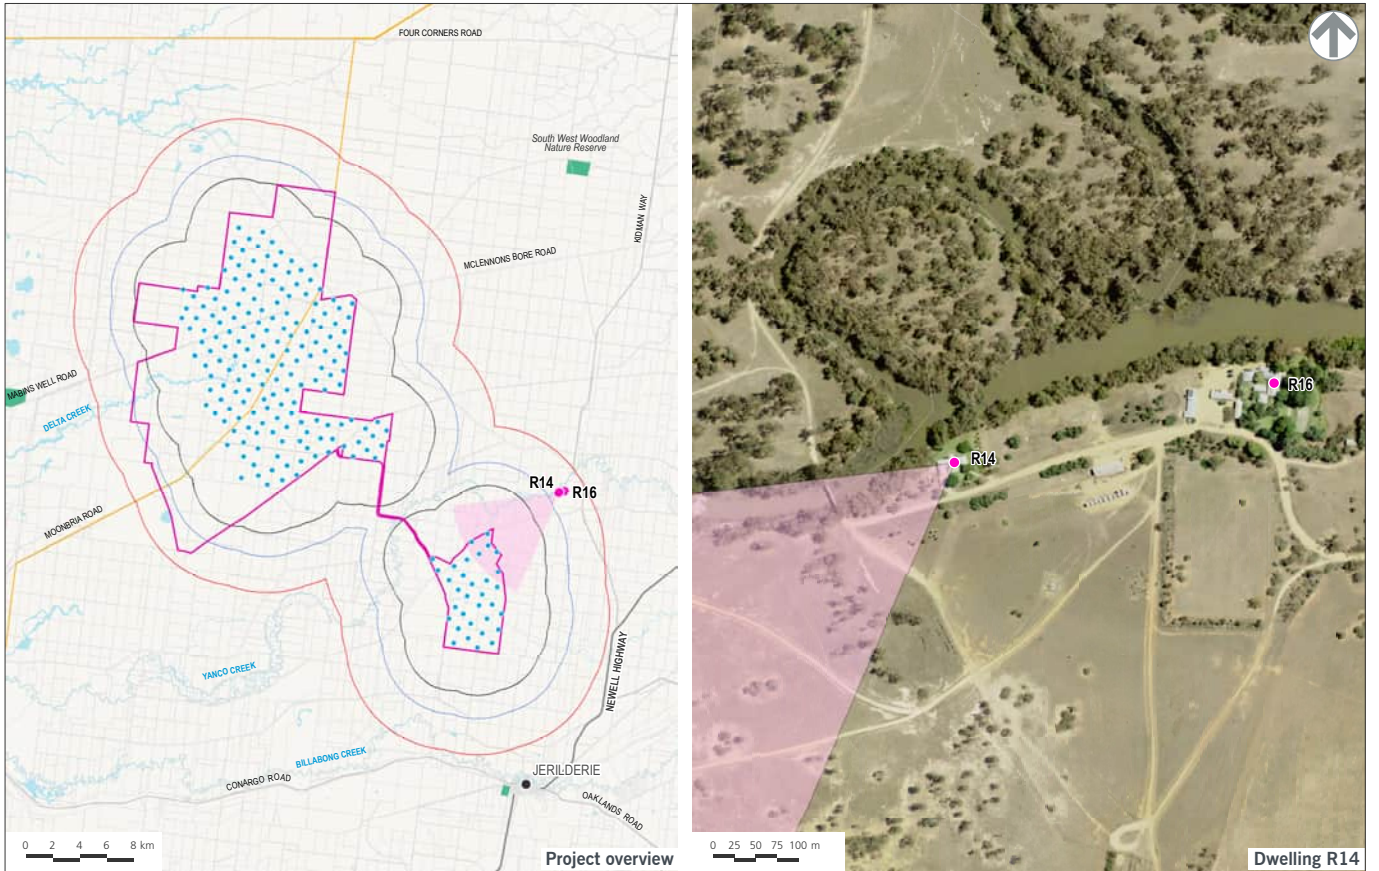 FOUR CORNERS ROAD
South West Woodland
Nature Reserve
KIDMAN WAY
MCLENNONS BORE ROAD
MABINS WELL ROAD
DELTA CREEK
R14
R16
MOONBRIA ROAD
YANCO CREEK
NEWELL HIGHWAY
BILLABONG CREEK
CONARGO ROAD
JERILDERIE
OAKLANDS ROAD
0 2 4 6 8 km
Project overview
R16
R14
0 25 50 75 100 m
Dwelling R14